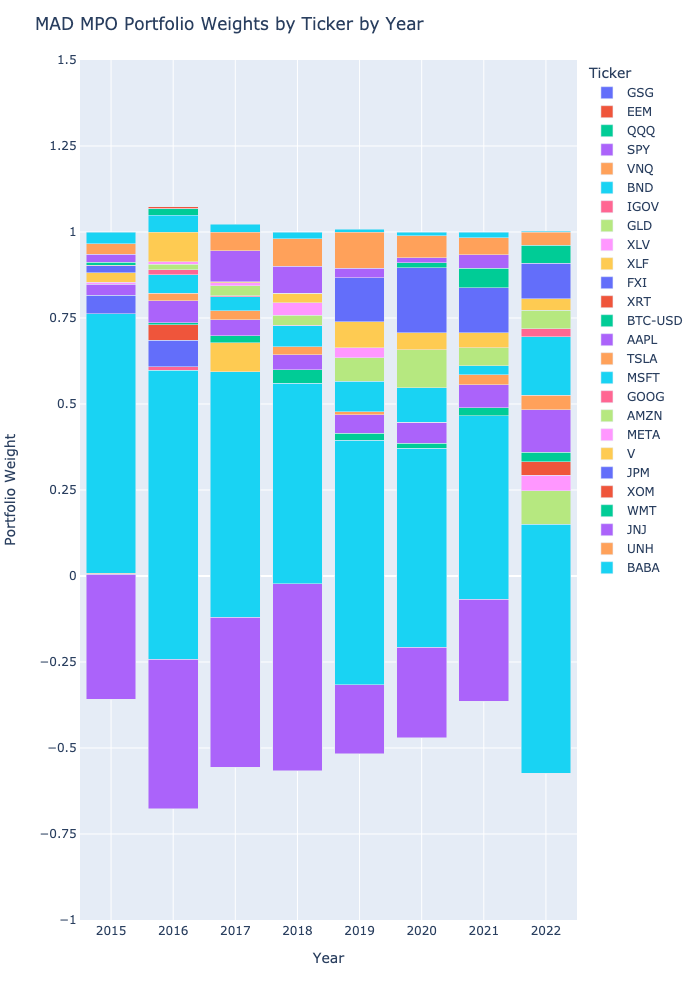 MAD MPO Portfolio Weights by Ticker by Year
1.5
1.25
1
0.75
0.5
0.25
0
−0.25
−0.5
−0.75
−1
Portfolio Weight
2015
2016
2017
2018
2019
2020
2021
2022
Year
Ticker
GSG
EEM
QQQ
SPY
VNQ
BND
IGOV
GLD
XLV
XLF
FXI
XRT
BTC-USD
AAPL
TSLA
MSFT
GOOG
AMZN
META
V
JPM
XOM
WMT
JNJ
UNH
BABA